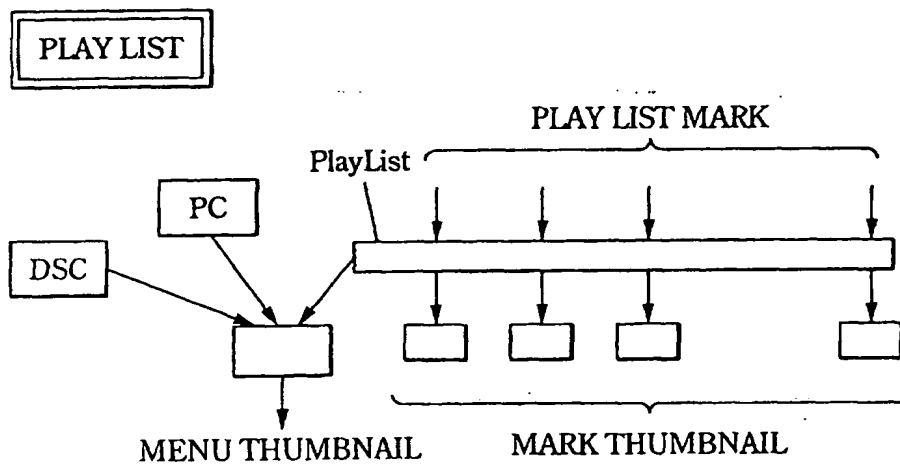 PLAY LIST
PLAY LIST MARK
PlayList
PC
DSC
MENU THUMBNAIL
MARK THUMBNAIL